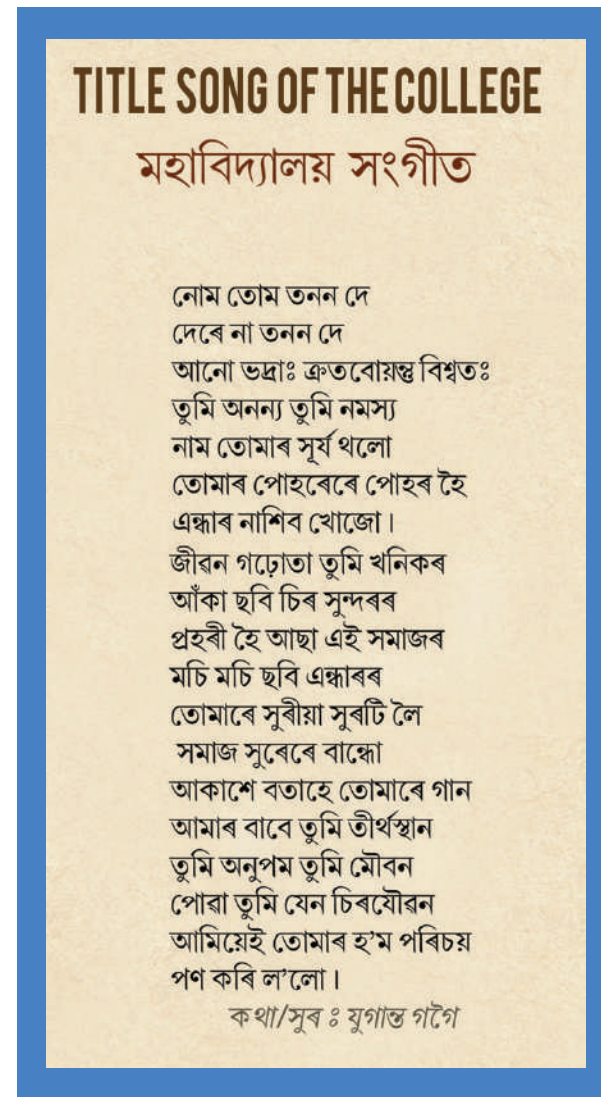 TITLE SONG OF THE COLLEGE
মহাবিদ্যালয় সংগীত
নোম তোম তনন দে
দেৰে না তনন দে
আনো ভদ্ৰাঃ ক্ৰতবোয়ন্তু বিশ্বতঃ
তুমি অনন্য তুমি নমস্য
নাম তোমাৰ সূৰ্য থলো
তোমাৰ পোহৰেৰে পোহৰ হৈ
এন্ধাৰ নাশিব খোজো।
জীৱন গঢ়োতা তুমি খনিকৰ
আঁকা ছবি চিৰ সুন্দৰৰ
প্ৰহৰী হৈ আছা এই সমাজৰ
মচি মচি ছবি এন্ধাৰৰ
তোমাৰে সুৰীয়া সুৰটি লৈ
সমাজ সুৰেৰে বান্ধো
আকাশে বতাহে তোমাৰে গান
আমাৰ বাবে তুমি তীৰ্থস্থান
তুমি অনুপম তুমি মৌবন
পোৱা তুমি যেন চিৰযৌৱন
আমিয়েই তোমাৰ হ'ম পৰিচয়
পণ কৰি ল'লো।
কথা/সুৰ ঃ যুগান্ত গগৈ